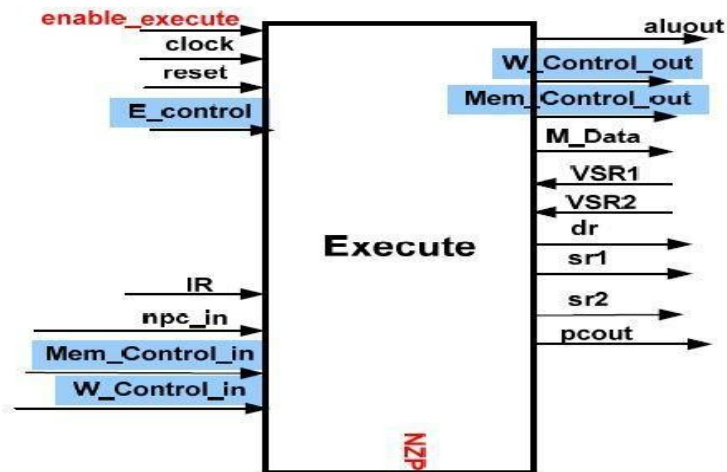 enable_execute
clock
reset
E_control
IR
npc_in
Mem_Control_in
W_Control_in
Execute
NZP
aluout
W_Control_out
Mem_Control_out
M_Data
VSR1
VSR2
dr
sr1
sr2
pcout